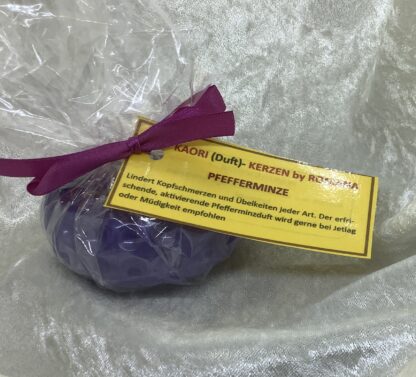 KAORI (Duft)- KERZEN by ROMANA
PFEFFERMINZE
Lindert Kopfschmerzen und Übelkeiten jeder Art. Der erfri-
schende, aktivierende Pfefferminzduft wird gerne bei Jetlag
oder Müdigkeit empfohlen